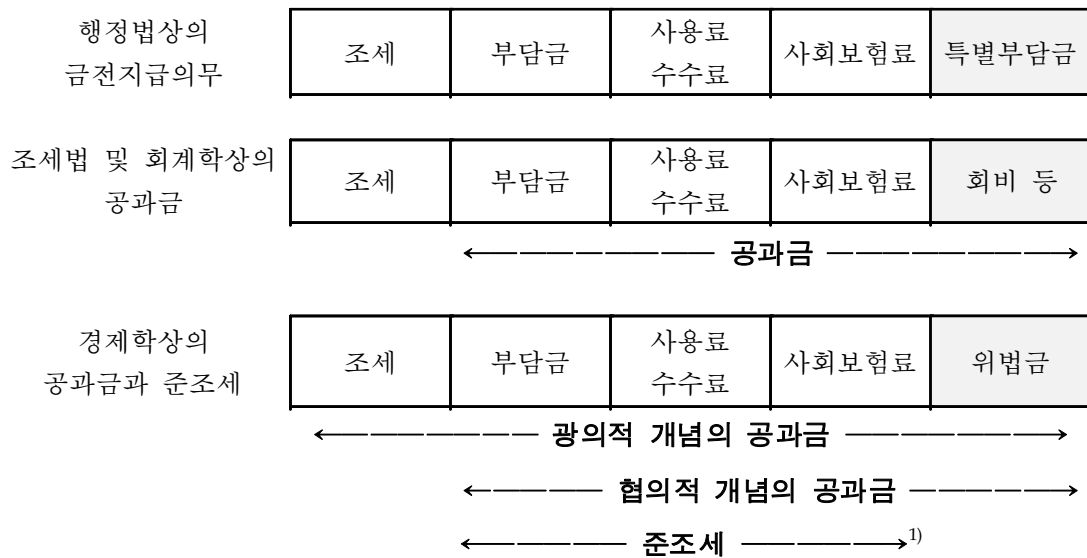 행정법상의
금전지급의무
조세
부담금
사용료
수수료
사회보험료
특별부담금
조세법 및 회계학상의
공과금
조세
부담금
사용료
수수료
사회보험료
회비 등
공과금
경제학상의
공과금과 준조세
조세
부담금
사용료
수수료
사회보험료
위법금
광의적 개념의 공과금
협의적 개념의 공과금
준조세 1)